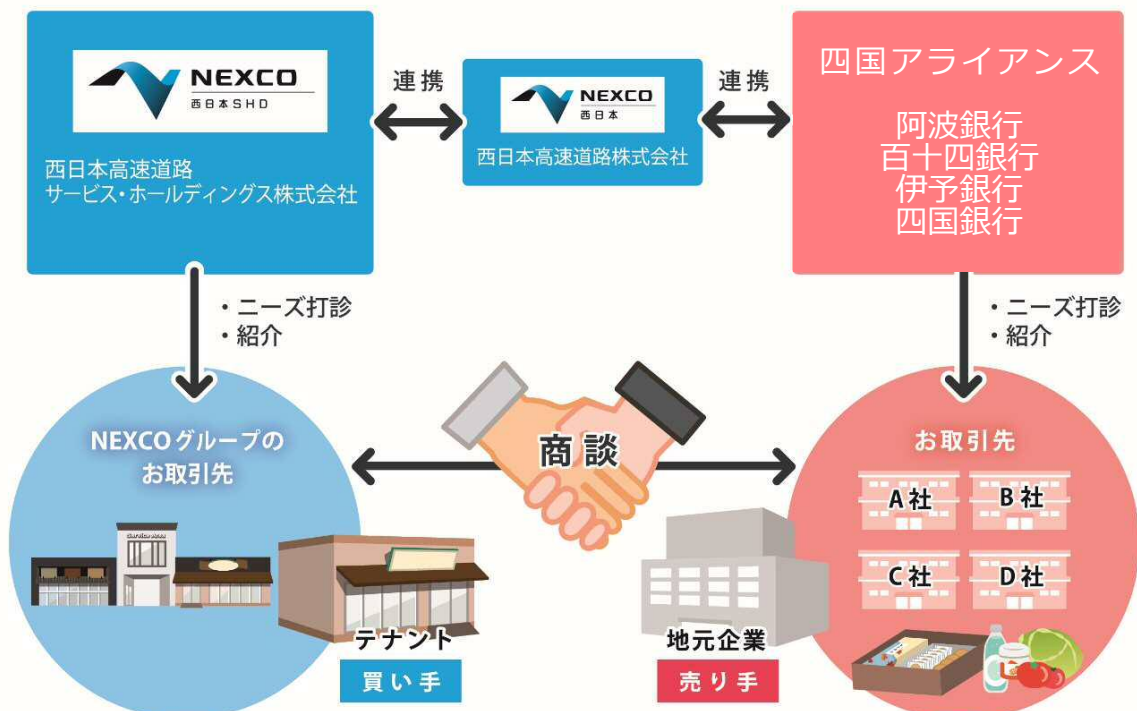 NEXCO
西日本SHD
西日本高速道路
サービス・ホールディングス株式会社
連携
NEXCO
西日本
西日本高速道路株式会社
連携
四国アライアンス
阿波銀行
百十四銀行
伊予銀行
四国銀行
・ニーズ打診
・紹介
・ニーズ打診
・紹介
NEXCOグループの
お取引先
Service Area
商談
お取引先
A社
B社
C社
D社
テナント
買い手
地元企業
売り手